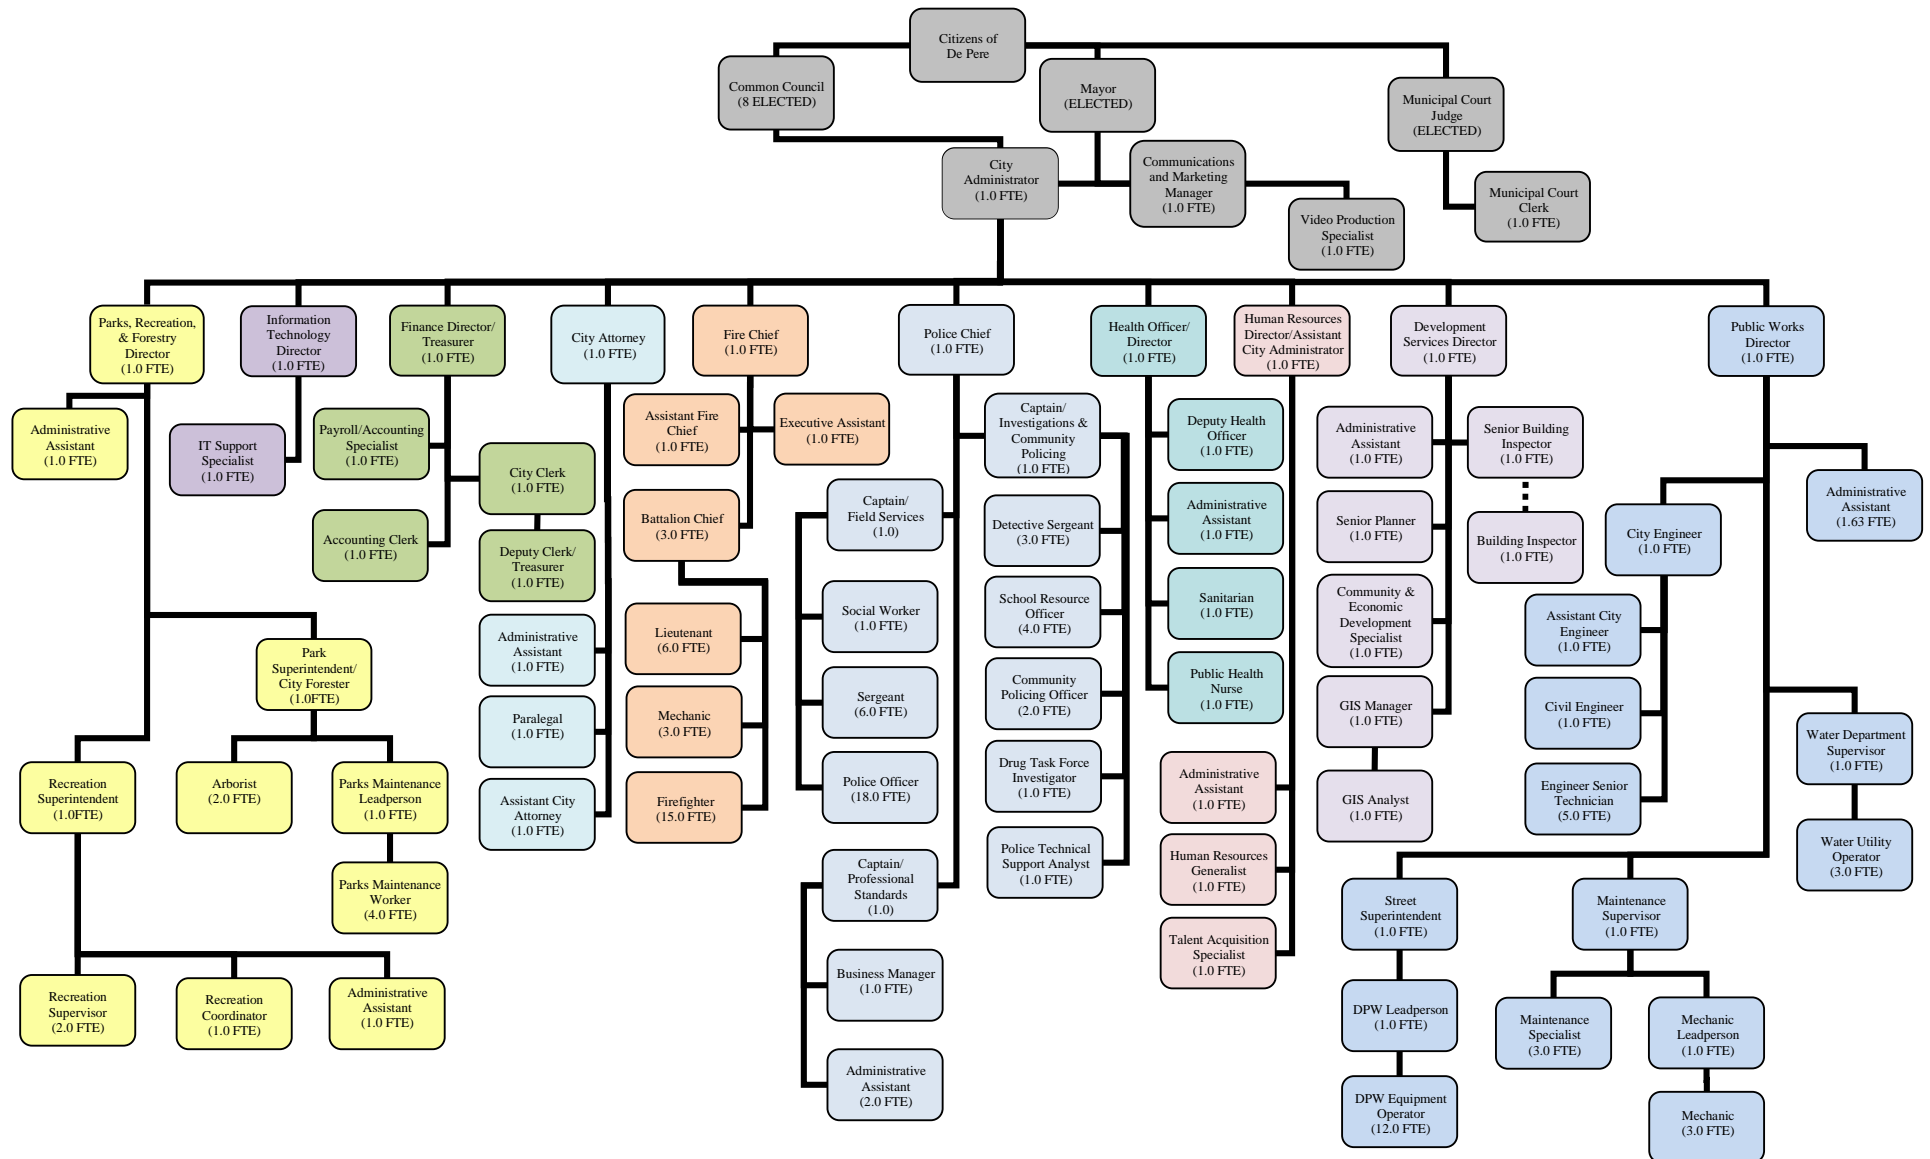 Citizens of
De Pere
Common Council
(8 ELECTED)
Mayor
(ELECTED)
Municipal Court
Judge
(ELECTED)
City
Administrator
(1.0 FTE)
Communications
and Marketing
Manager
(1.0 FTE)
Video Production
Specialist
(1.0 FTE)
Municipal Court
Clerk
(1.0 FTE)
Parks, Recreation,
& Forestry
Director
(1.0 FTE)
Administrative
Assistant
(1.0 FTE)
Park
Superintendent/
City Forester
(1.0FTE)
Recreation
Superintendent
(1.0FTE)
Arborist
(2.0 FTE)
Parks Maintenance
Leadperson
(1.0 FTE)
Parks Maintenance
Worker
(4.0 FTE)
Recreation
Supervisor
(2.0 FTE)
Recreation
Coordinator
(1.0 FTE)
Administrative
Assistant
(1.0 FTE)
Information
Technology
Director
(1.0 FTE)
IT Support
Specialist
(1.0 FTE)
Finance Director/
Treasurer
(1.0 FTE)
Payroll/Accounting
Specialist
(1.0 FTE)
City Clerk
(1.0 FTE)
Accounting Clerk
(1.0 FTE)
Deputy Clerk/
Treasurer
(1.0 FTE)
City Attorney
(1.0 FTE)
Administrative
Assistant
(1.0 FTE)
Paralegal
(1.0 FTE)
Assistant City
Attorney
(1.0 FTE)
Fire Chief
(1.0 FTE)
Assistant Fire
Chief
(1.0 FTE)
Executive Assistant
(1.0 FTE)
Battalion Chief
(3.0 FTE)
Lieutenant
(6.0 FTE)
Mechanic
(3.0 FTE)
Firefighter
(15.0 FTE)
Police Chief
(1.0 FTE)
Captain/
Investigations &
Community
Policing
(1.0 FTE)
Captain/
Field Services
(1.0)
Social Worker
(1.0 FTE)
Sergeant
(6.0 FTE)
Police Officer
(18.0 FTE)
Captain/
Professional
Standards
(1.0)
Business Manager
(1.0 FTE)
Administrative
Assistant
(2.0 FTE)
Detective Sergeant
(3.0 FTE)
School Resource
Officer
(4.0 FTE)
Community
Policing Officer
(2.0 FTE)
Drug Task Force
Investigator
(1.0 FTE)
Police Technical
Support Analyst
(1.0 FTE)
Health Officer/
Director
(1.0 FTE)
Deputy Health
Officer
(1.0 FTE)
Administrative
Assistant
(1.0 FTE)
Sanitarian
(1.0 FTE)
Public Health
Nurse
(1.0 FTE)
Human Resources
Director/Assistant
City Administrator
(1.0 FTE)
Administrative
Assistant
(1.0 FTE)
Human Resources
Generalist
(1.0 FTE)
Talent Acquisition
Specialist
(1.0 FTE)
Development
Services Director
(1.0 FTE)
Administrative
Assistant
(1.0 FTE)
Senior Building
Inspector
(1.0 FTE)
Senior Planner
(1.0 FTE)
Building Inspector
(1.0 FTE)
Community &
Economic
Development
Specialist
(1.0 FTE)
GIS Manager
(1.0 FTE)
GIS Analyst
(1.0 FTE)
Public Works
Director
(1.0 FTE)
Administrative
Assistant
(1.63 FTE)
City Engineer
(1.0 FTE)
Assistant City
Engineer
(1.0 FTE)
Civil Engineer
(1.0 FTE)
Engineer Senior
Technician
(5.0 FTE)
Water Department
Supervisor
(1.0 FTE)
Water Utility
Operator
(3.0 FTE)
Street
Superintendent
(1.0 FTE)
Maintenance
Supervisor
(1.0 FTE)
DPW Leadperson
(1.0 FTE)
DPW Equipment
Operator
(12.0 FTE)
Maintenance
Specialist
(3.0 FTE)
Mechanic
Leadperson
(1.0 FTE)
Mechanic
(3.0 FTE)